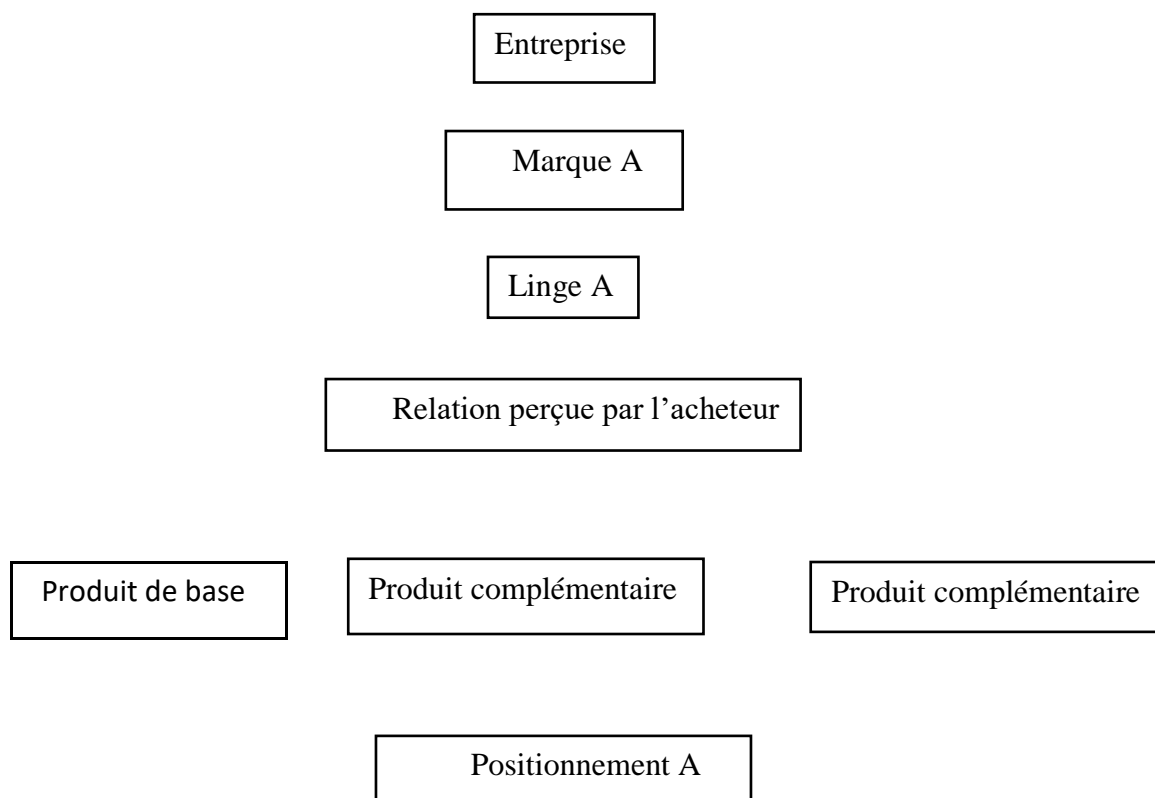 Entreprise
Marque A
Linge A
Relation perçue par l’acheteur
Produit de base
Produit complémentaire
Produit complémentaire
Positionnement A